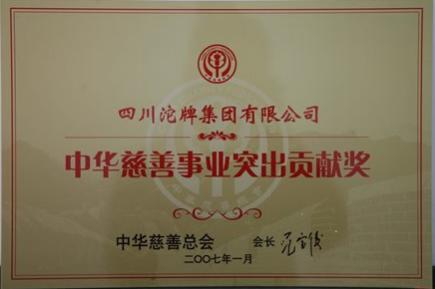 四川沱牌集团有限公司
中华慈善事业突出贡献奖
中华慈善总会 会长
二〇〇七年一月